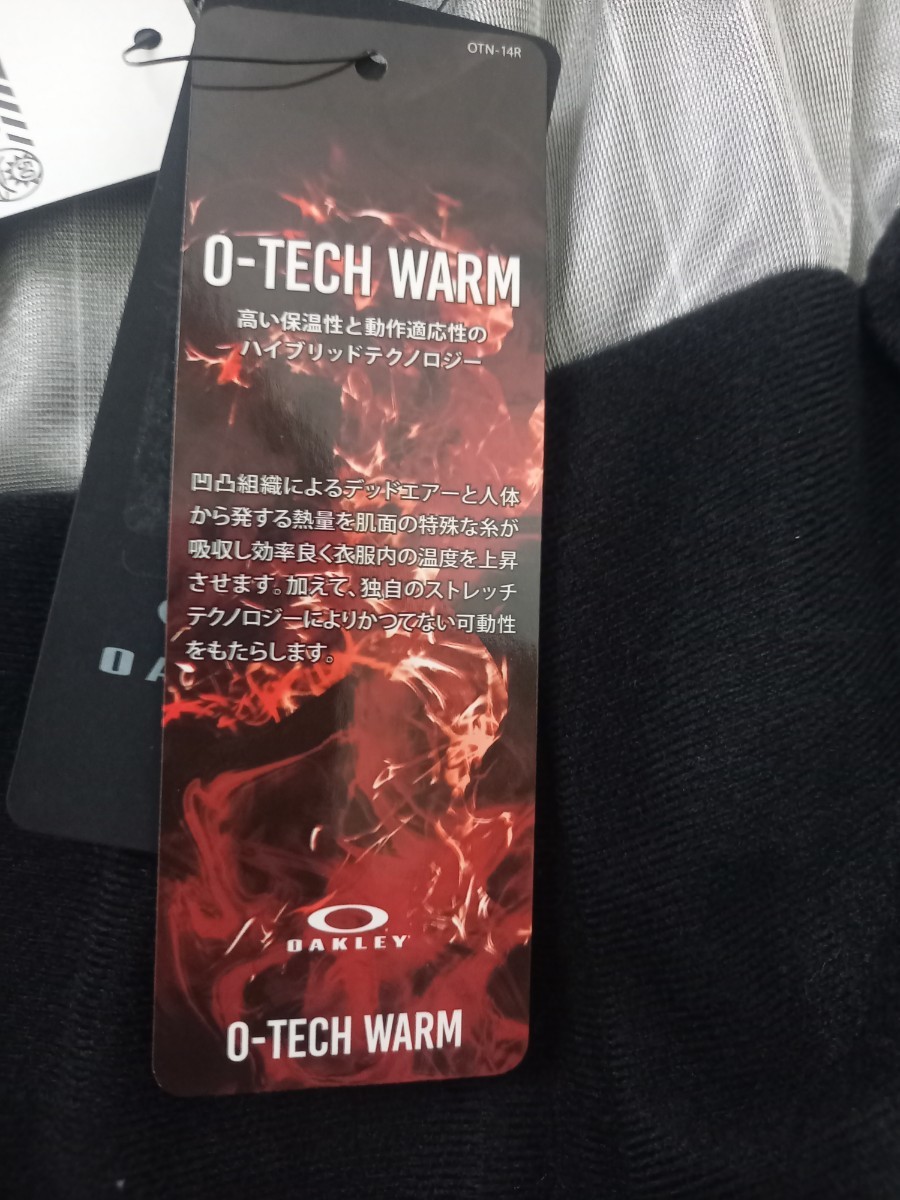 OTN-14R
O-TECH WARM
高い保温性と動作適応性の
ハイブリッドテクノロジー
凹凸組織によるデッドエアーと人体
から発する熱量を肌面の特殊な糸が
吸収し効率良く衣服内の温度を上昇
させます。加えて、独自のストレッチ
テクノロジーによりかつてない可動性
をもたらします。
OA
OAKLEY
O-TECH WARM